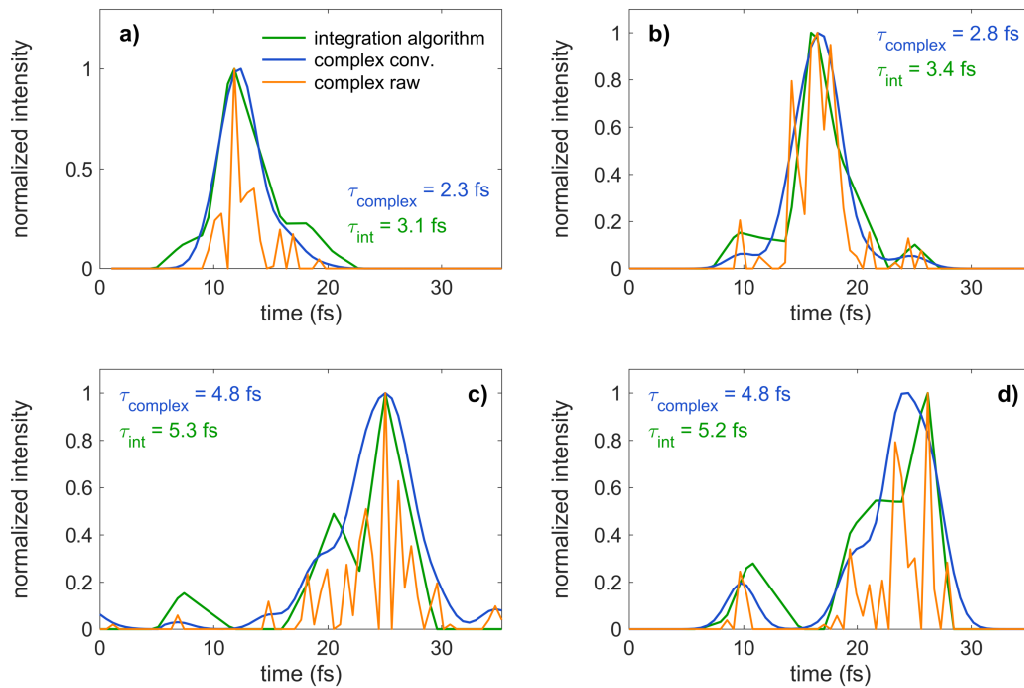 a)
integration algorithm
complex conv.
complex raw
τcomplex = 2.3 fs
τint = 3.1 fs
normalized intensity
1
0.5
0
0 10 20 30
time (fs)
b)
τcomplex = 2.8 fs
τint = 3.4 fs
normalized intensity
1
0.8
0.6
0.4
0.2
0
0 10 20 30
time (fs)
τcomplex = 4.8 fs
τint = 5.3 fs
c)
normalized intensity
1
0.8
0.6
0.4
0.2
0
0 10 20 30
time (fs)
τcomplex = 4.8 fs
τint = 5.2 fs
d)
normalized intensity
1
0.8
0.6
0.4
0.2
0
0 10 20 30
time (fs)